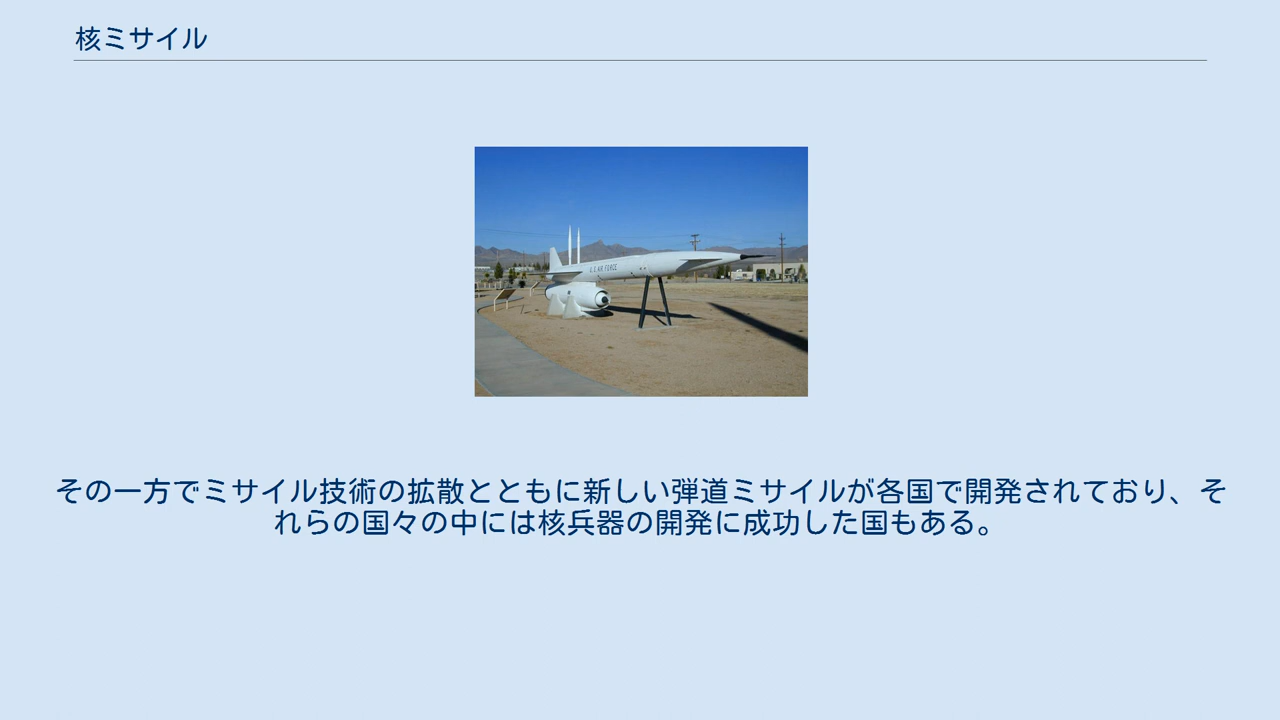 核ミサイル
U.S. AIR FORCE
その一方でミサイル技術の拡散とともに新しい弾道ミサイルが各国で開発されており、そ
れらの国々の中には核兵器の開発に成功した国もある。